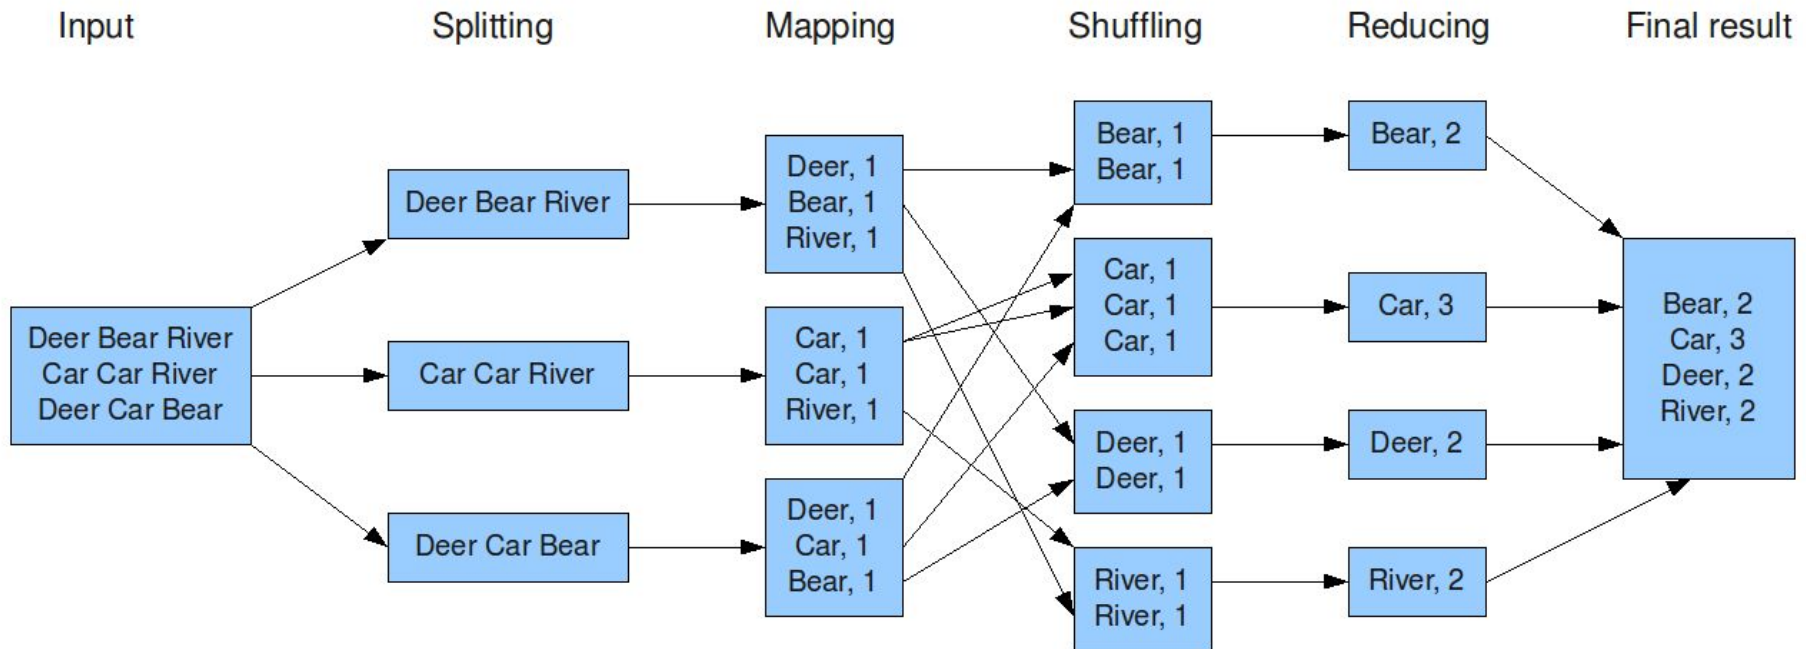 Input
Splitting
Mapping
Shuffling
Reducing
Final result
Deer Bear River
Car Car River
Deer Car Bear
Deer Bear River
Car Car River
Deer Car Bear
Deer, 1
Bear, 1
River, 1
Car, 1
Car, 1
River, 1
Deer, 1
Car, 1
Bear, 1
Bear, 1
Bear, 1
Car, 1
Car, 1
Car, 1
Deer, 1
Deer, 1
River, 1
River, 1
Bear, 2
Car, 3
Deer, 2
River, 2
Bear, 2
Car, 3
Deer, 2
River, 2